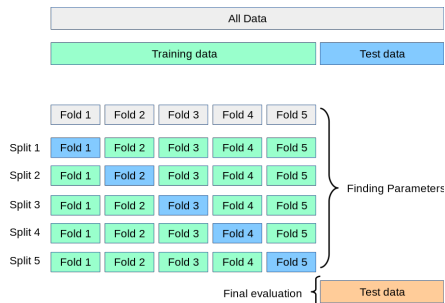 All Data
Training data Test data
Fold 1 Fold 2 Fold 3 Fold 4 Fold 5
Split 1 Fold 1 Fold 2 Fold 3 Fold 4 Fold 5
Split 2 Fold 1 Fold 2 Fold 3 Fold 4 Fold 5
Finding Parameters
Split 3 Fold 1 Fold 2 Fold 3 Fold 4 Fold 5
Split 4 Fold 1 Fold 2 Fold 3 Fold 4 Fold 5
Split 5 Fold 1 Fold 2 Fold 3 Fold 4 Fold 5
Final evaluation Test data